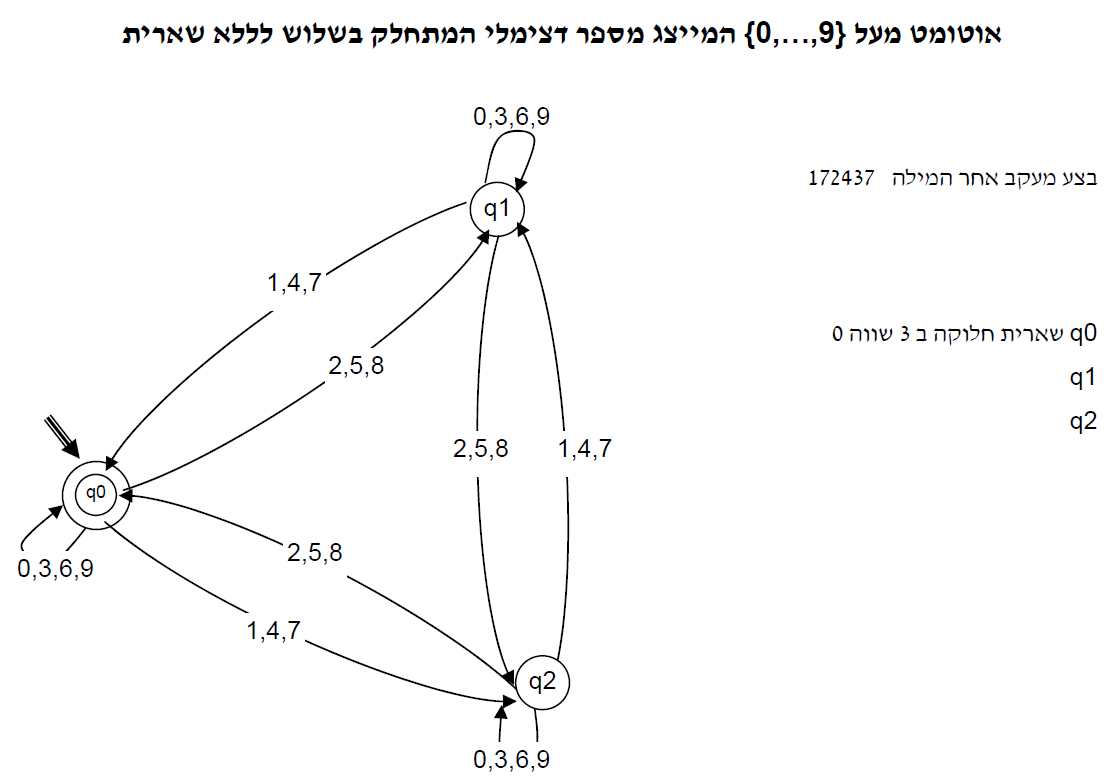 אוטומט מעל {0,…,9} המייצג מספר דצימלי המתחלק בשלוש לללא שארית
0,3,6,9
בצע מעקב אחר המילה 172437
q1
1,4,7
q0 שארית חלוקה ב 3 שווה 0
2,5,8
q1
q2
2,5,8
1,4,7
q0
2,5,8
0,3,6,9
1,4,7
q2
0,3,6,9